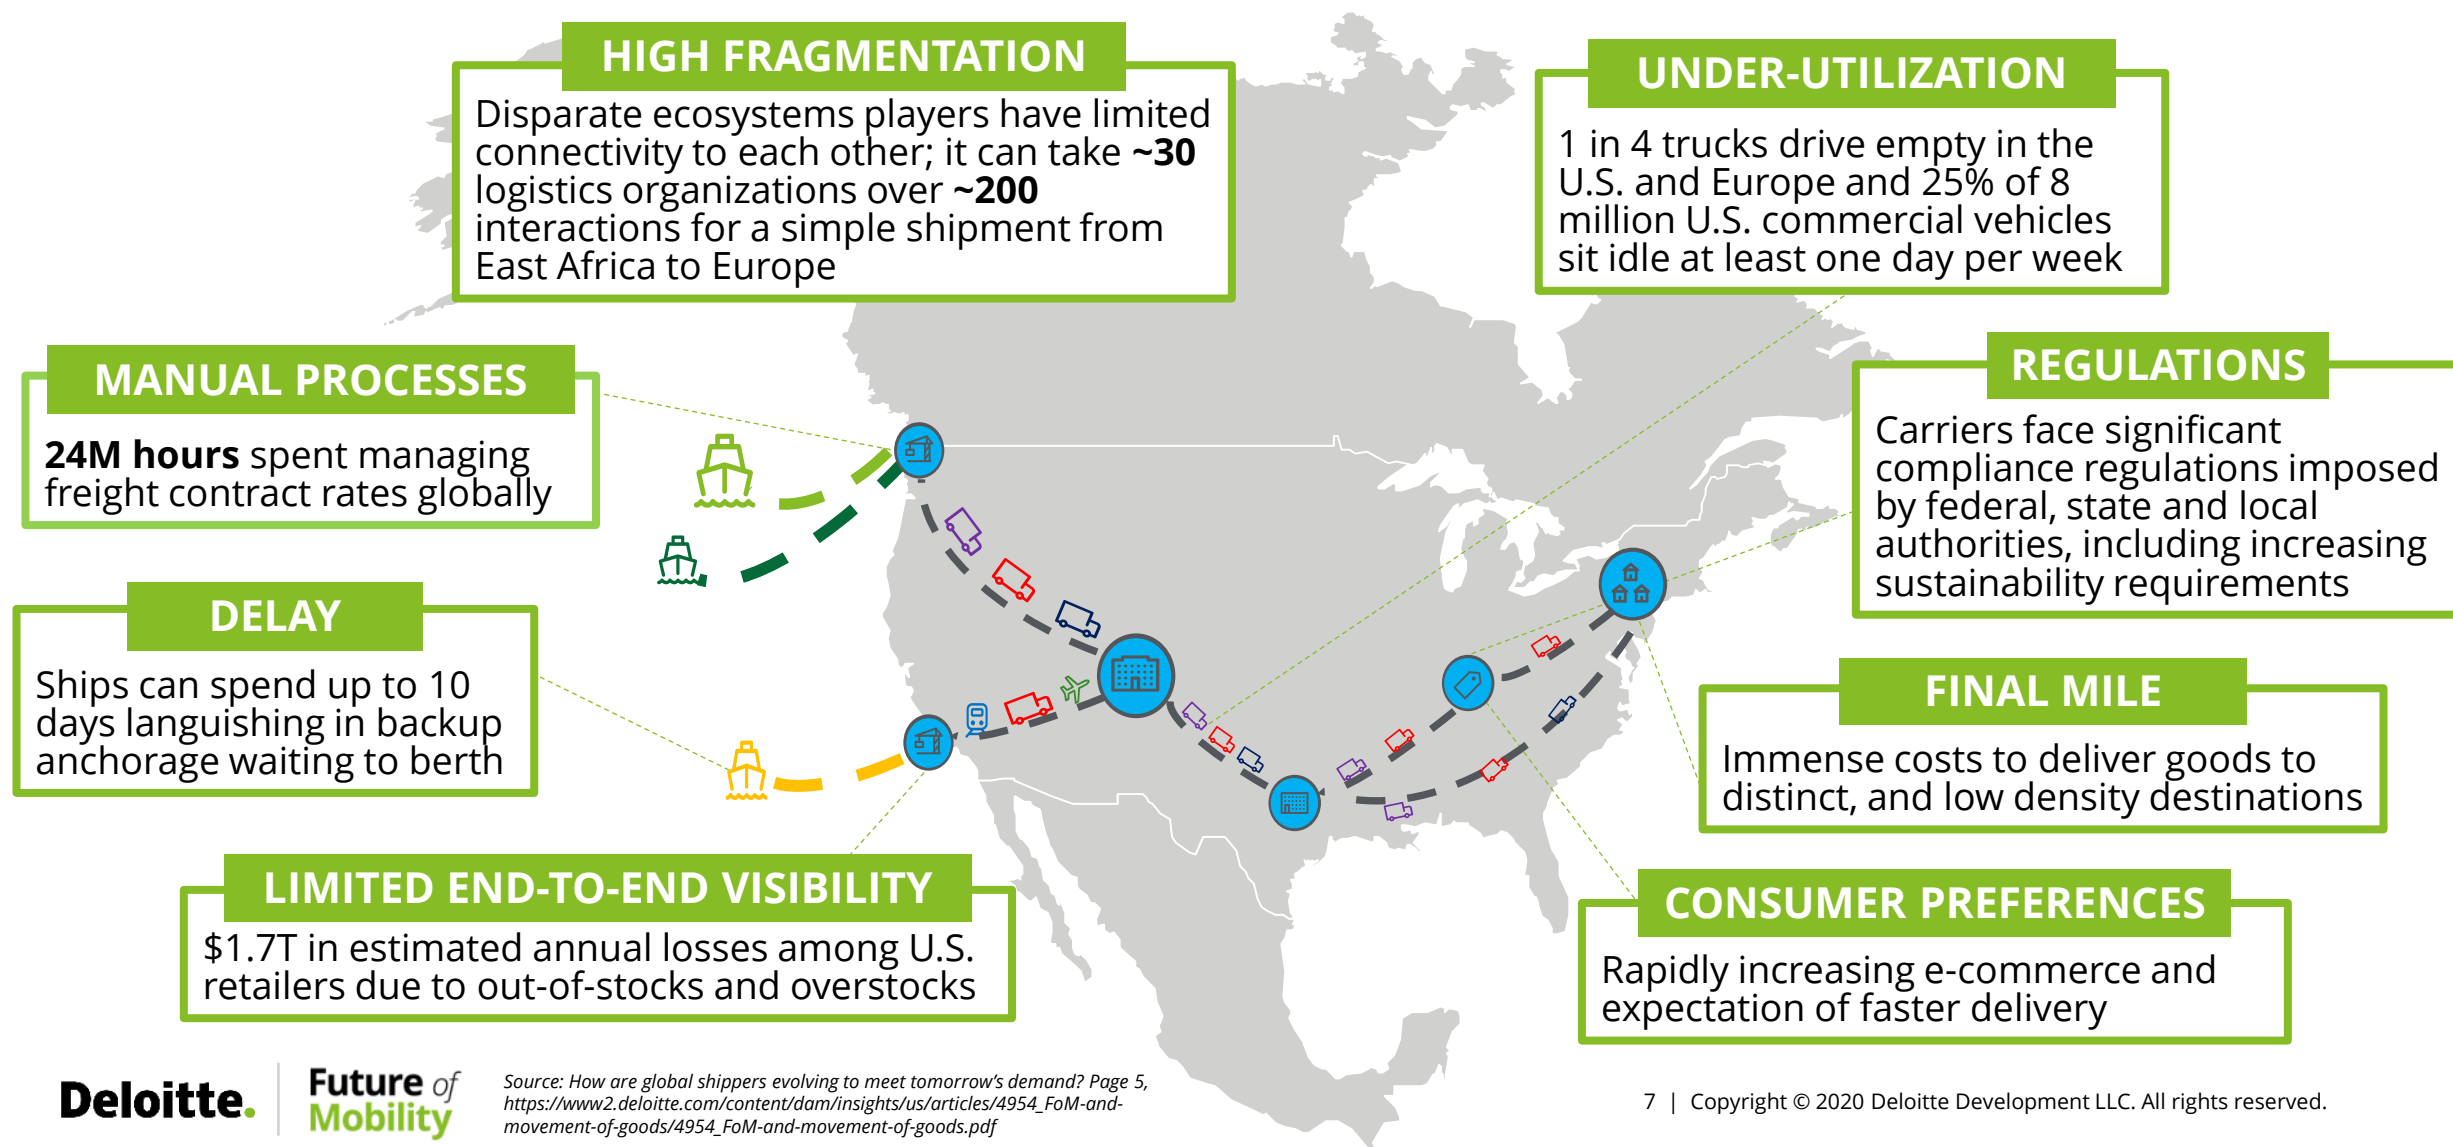 HIGH FRAGMENTATION
Disparate ecosystems players have limited
connectivity to each other; it can take ~30
logistics organizations over ~200
interactions for a simple shipment from
East Africa to Europe
UNDER-UTILIZATION
1 in 4 trucks drive empty in the
U.S. and Europe and 25% of 8
million U.S. commercial vehicles
sit idle at least one day per week
MANUAL PROCESSES
24M hours spent managing
freight contract rates globally
REGULATIONS
Carriers face significant
compliance regulations imposed
by federal, state and local
authorities, including increasing
sustainability requirements
DELAY
Ships can spend up to 10
days languishing in backup
anchorage waiting to berth
FINAL MILE
Immense costs to deliver goods to
distinct, and low density destinations
LIMITED END-TO-END VISIBILITY
$1.7T in estimated annual losses among U.S.
retailers due to out-of-stocks and overstocks
CONSUMER PREFERENCES
Rapidly increasing e-commerce and
expectation of faster delivery
Deloitte.
Future of
Mobility
Source: How are global shippers evolving to meet tomorrow's demand? Page 5,
https://www2.deloitte.com/content/dam/insights/us/articles/4954_FoM-and-
movement-of-goods/4954_FoM-and-movement-of-goods.pdf
7 | Copyright © 2020 Deloitte Development LLC. All rights reserved.